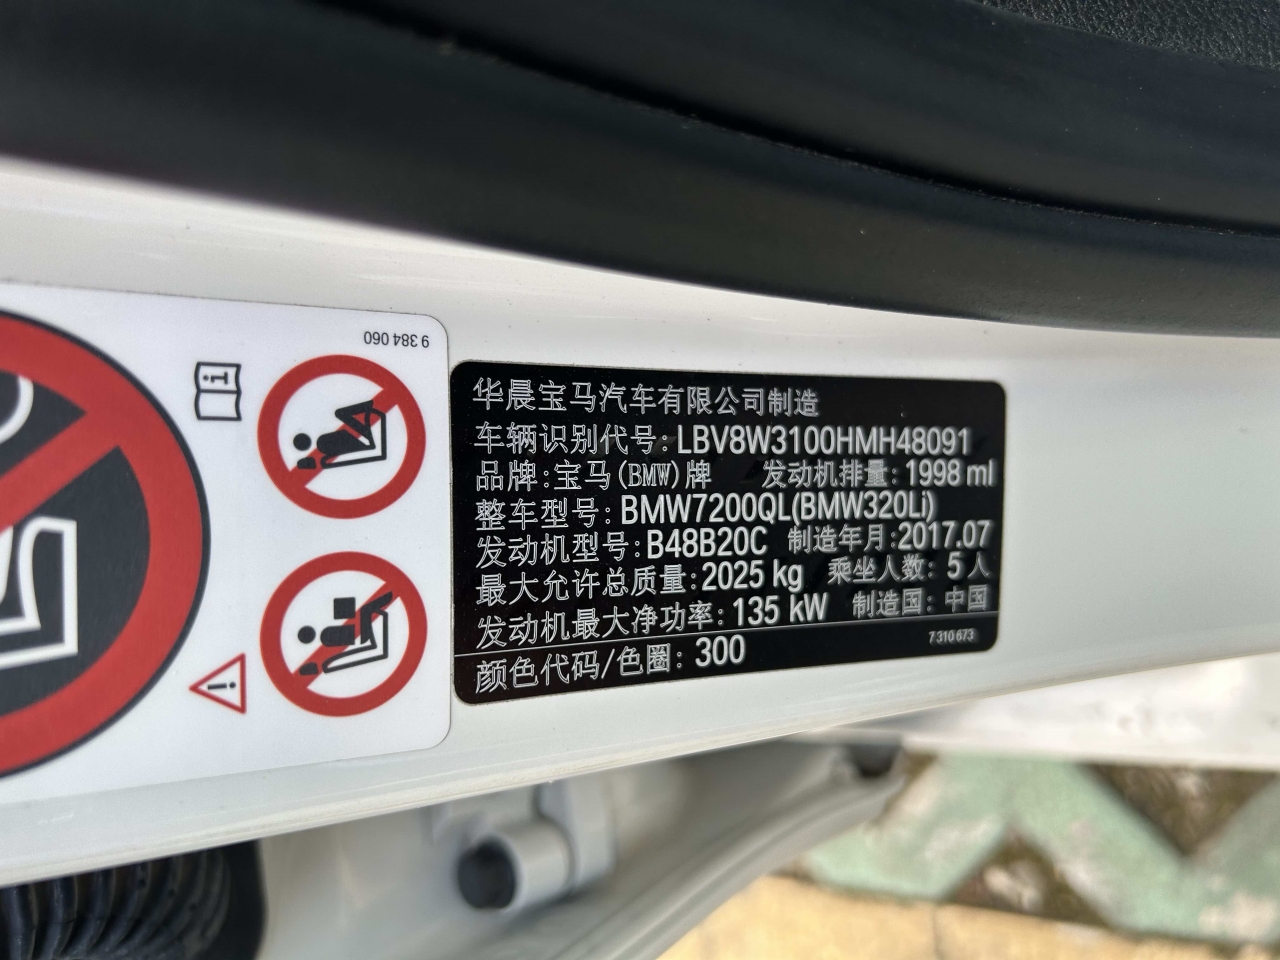 9 384 060
华晨宝马汽车有限公司制造
车辆识别代号: LBV8W3100HMH48091
品牌:宝马(BMW)牌 发动机排量: 1998 ml
整车型号: BMW7200QL(BMW320Li)
发动机型号: B48B20C 制造年月:2017.07
最大允许总质量: 2025 kg 乘坐人数: 5 人
发动机最大净功率: 135 kW 制造国: 中国
颜色代码/色圈: 300 7 310 673